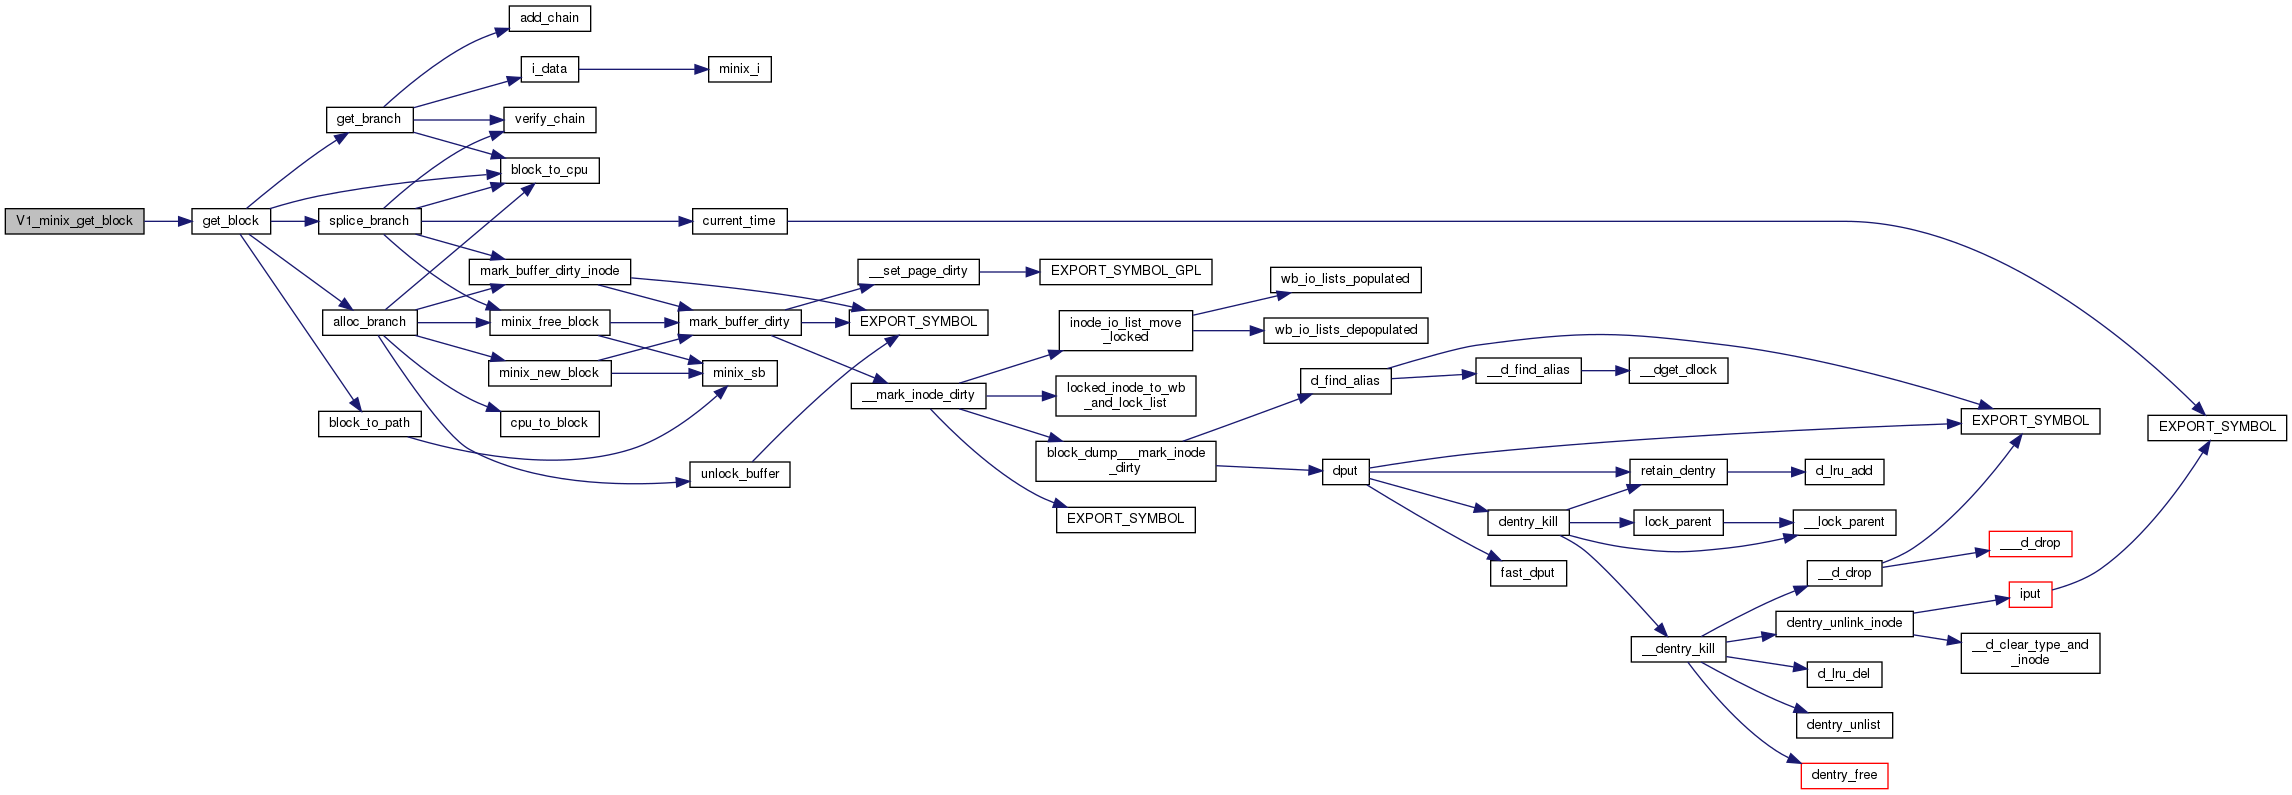 add_chain
i_data
minix_i
get_branch
verify_chain
block_to_cpu
V1_minix_get_block
get_block
splice_branch
current_time
mark_buffer_dirty_inode
__set_page_dirty
EXPORT_SYMBOL_GPL
wb_io_lists_populated
alloc_branch
minix_free_block
mark_buffer_dirty
EXPORT_SYMBOL
inode_io_list_move
_locked
wb_io_lists_depopulated
minix_new_block
minix_sb
d_find_alias
__d_find_alias
__dget_dlock
__mark_inode_dirty
locked_inode_to_wb
_and_lock_list
block_to_path
cpu_to_block
EXPORT_SYMBOL
EXPORT_SYMBOL
block_dump___mark_inode
_dirty
unlock_buffer
dput
retain_dentry
d_lru_add
EXPORT_SYMBOL
dentry_kill
lock_parent
__lock_parent
___d_drop
fast_dput
__d_drop
iput
dentry_unlink_inode
__dentry_kill
__d_clear_type_and
_inode
d_lru_del
dentry_unlist
dentry_free